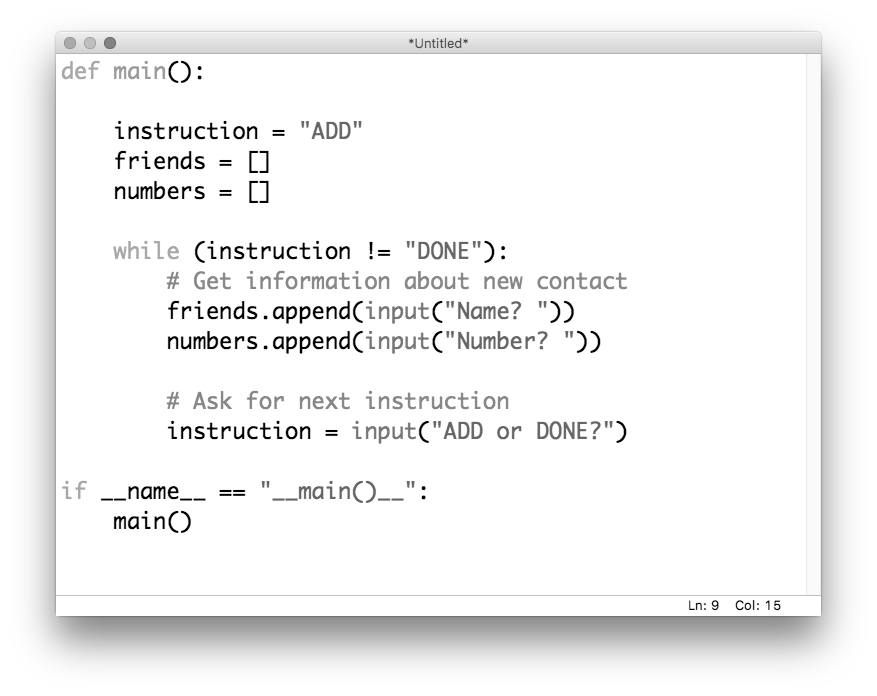 *Untitled*
def main():
    instruction = "ADD"
    friends = []
    numbers = []
    while (instruction != "DONE"):
        # Get information about new contact
        friends.append(input("Name? "))
        numbers.append(input("Number? "))
        # Ask for next instruction
        instruction = input("ADD or DONE?")
if __name__ == "__main()__":
    main()
Ln: 9 Col: 15